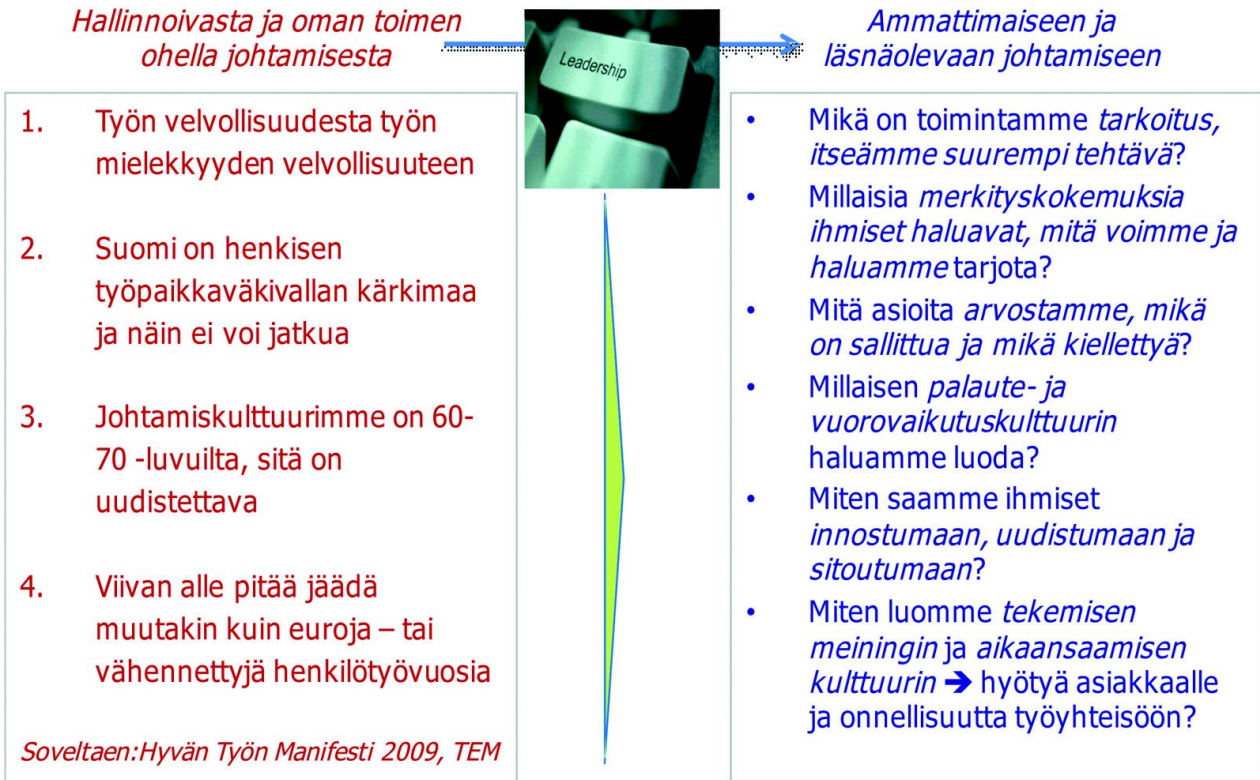 Hallinnoivasta ja oman toimen
ohella johtamisesta
Leadership
Ammattimaiseen ja
läsnäolevaan johtamiseen
1. Työn velvollisuudesta työn
mielekkyyden velvollisuuteen
2. Suomi on henkisen
työpaikkaväkivallan kärkimaa
ja näin ei voi jatkua
3. Johtamiskulttuurimme on 60-
70 -luvuilta, sitä on
uudistettava
4. Viivan alle pitää jäädä
muutakin kuin euroja – tai
vähennettyjä henkilötyövuosia
Soveltaen:Hyvän Työn Manifesti 2009, TEM
• Mikä on toimintamme tarkoitus,
itseämme suurempi tehtävä?
• Millaisia merkityskokemuksia
ihmiset haluavat, mitä voimme ja
haluamme tarjota?
• Mitä asioita arvostamme, mikä
on sallittua ja mikä kiellettyä?
• Millaisen palaute- ja
vuorovaikutuskulttuurin
haluamme luoda?
• Miten saamme ihmiset
innostumaan, uudistumaan ja
sitoutumaan?
• Miten luomme tekemisen
meiningin ja aikaansaamisen
kulttuurin ➔ hyötyä asiakkaalle
ja onnellisuutta työyhteisöön?